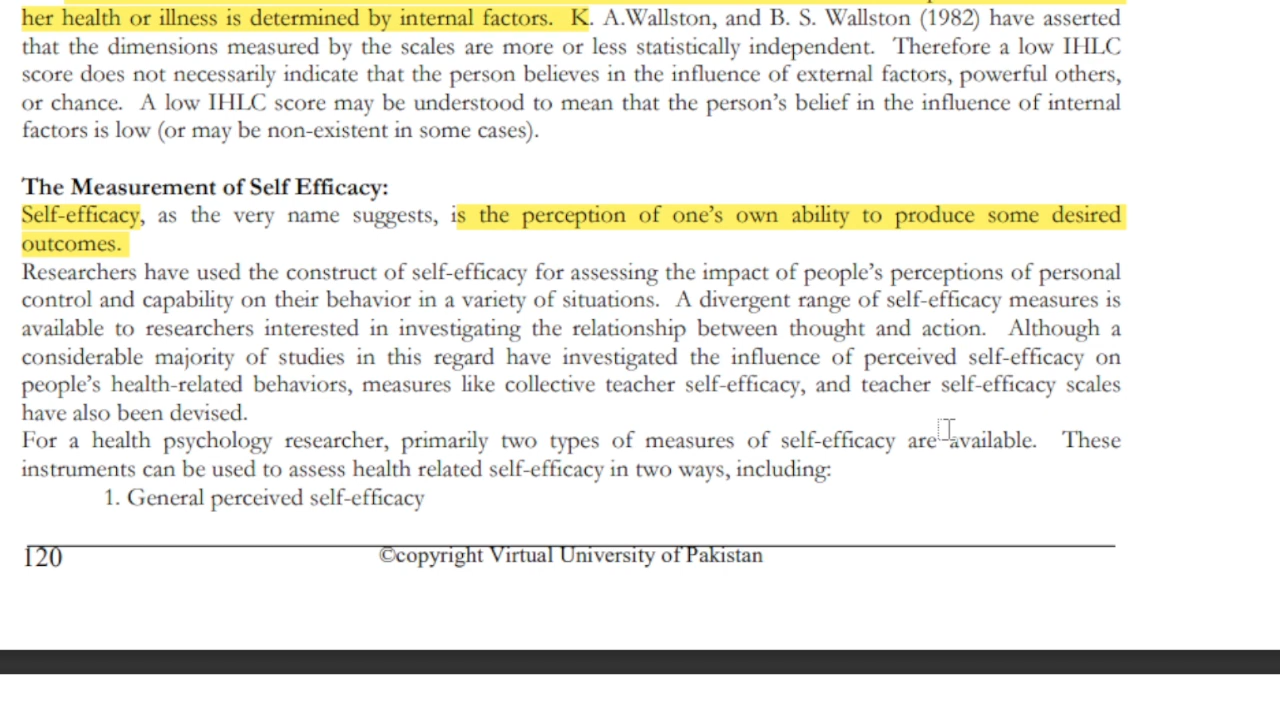 her health or illness is determined by internal factors. K. A.Wallston, and B. S. Wallston (1982) have asserted
that the dimensions measured by the scales are more or less statistically independent. Therefore a low IHLC
score does not necessarily indicate that the person believes in the influence of external factors, powerful others,
or chance. A low IHLC score may be understood to mean that the person's belief in the influence of internal
factors is low (or may be non-existent in some cases).
The Measurement of Self Efficacy:
Self-efficacy, as the very name suggests, is the perception of one's own ability to produce some desired
outcomes.
Researchers have used the construct of self-efficacy for assessing the impact of people's perceptions of personal
control and capability on their behavior in a variety of situations. A divergent range of self-efficacy measures is
available to researchers interested in investigating the relationship between thought and action. Although a
considerable majority of studies in this regard have investigated the influence of perceived self-efficacy on
people's health-related behaviors, measures like collective teacher self-efficacy, and teacher self-efficacy scales
have also been devised.
For a health psychology researcher, primarily two types of measures of self-efficacy are available. These
instruments can be used to assess health related self-efficacy in two ways, including:
1. General perceived self-efficacy
120 ©copyright Virtual University of Pakistan